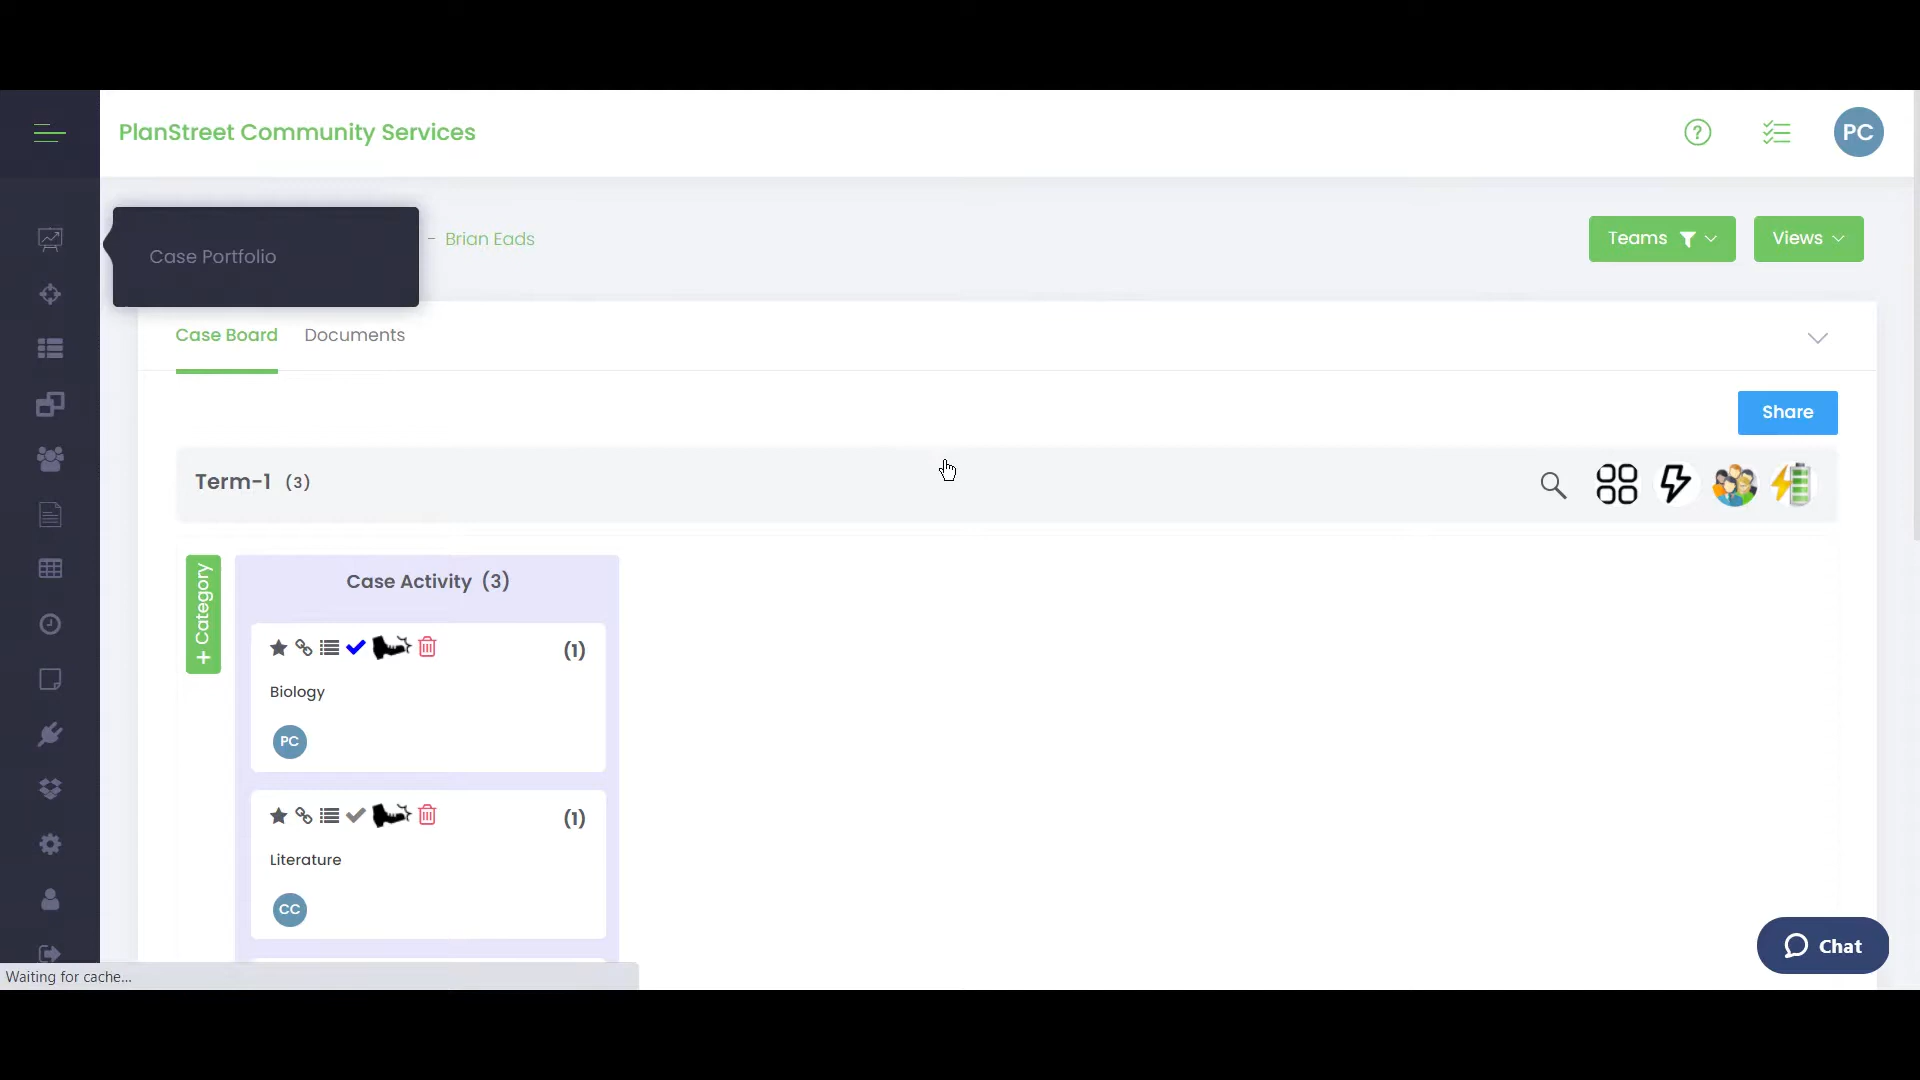 PlanStreet Community Services
?
PC
Case Portfolio
- Brian Eads
Teams
Views
Case Board
Documents
Share
Term-1 (3)
+ Category
Case Activity (3)
(1)
Biology
PC
(1)
Literature
CC
Chat
Waiting for cache...